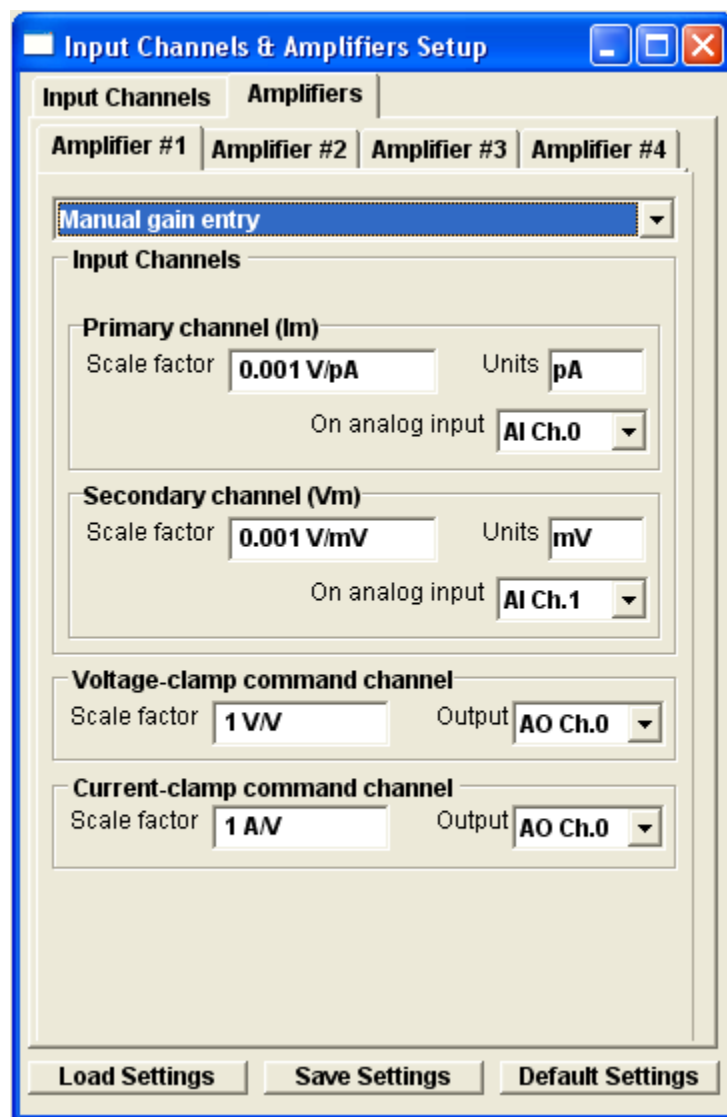 Input Channels & Amplifiers Setup
Input Channels Amplifiers
Amplifier #1 Amplifier #2 Amplifier #3 Amplifier #4
Manual gain entry
Input Channels
Primary channel (Im)
Scale factor 0.001 V/pA Units pA
On analog input AI Ch.0
Secondary channel (Vm)
Scale factor 0.001 V/mV Units mV
On analog input AI Ch.1
Voltage-clamp command channel
Scale factor 1 V/V Output AO Ch.0
Current-clamp command channel
Scale factor 1 A/V Output AO Ch.0
Load Settings Save Settings Default Settings